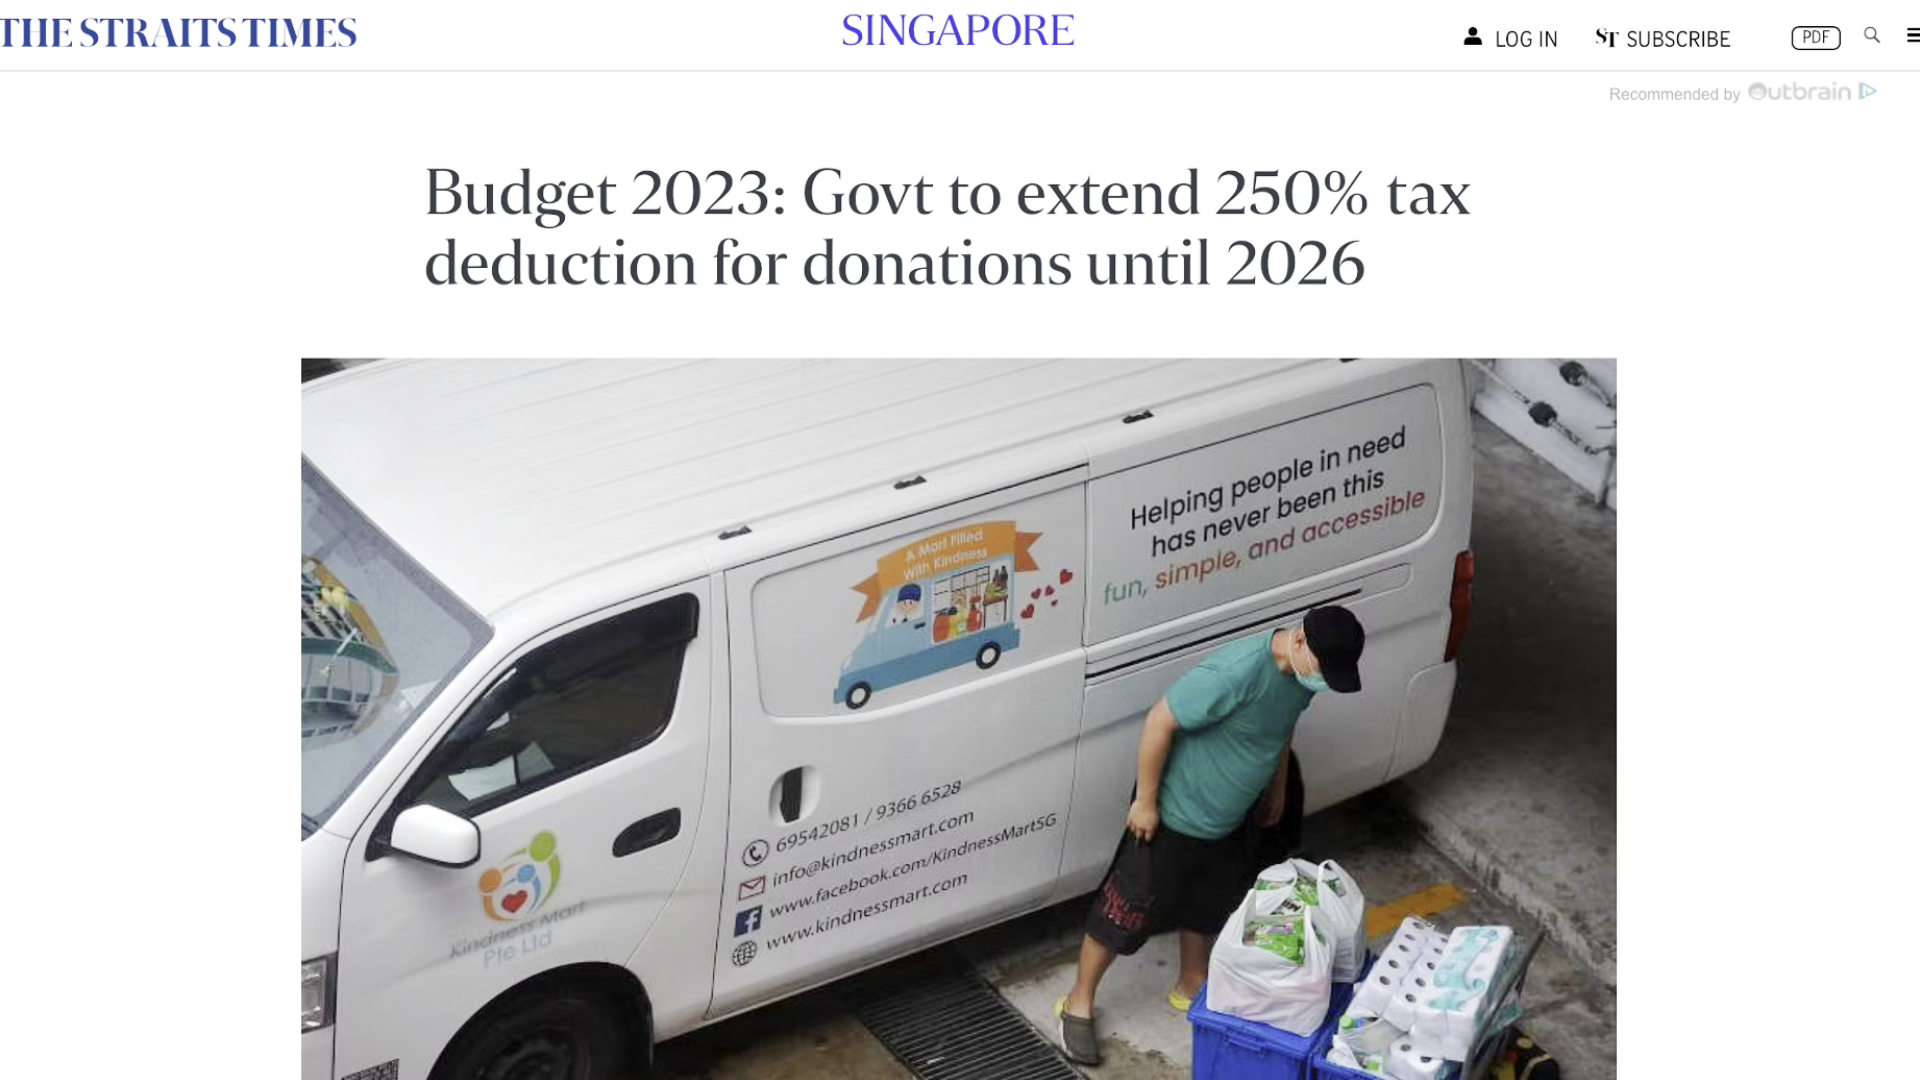 THE STRAITS TIMES
SINGAPORE
LOG IN
ST SUBSCRIBE
PDF
Recommended by Outbrain
Budget 2023: Govt to extend 250% tax
deduction for donations until 2026
A Mart Filled
With Kindness
Helping people in need
has never been this
fun, simple, and accessible
69542081 / 9366 6528
info@kindnessmart.com
www.facebook.com/KindnessMartSG
www.kindnessmart.com
Kindness Mart
Pte Ltd